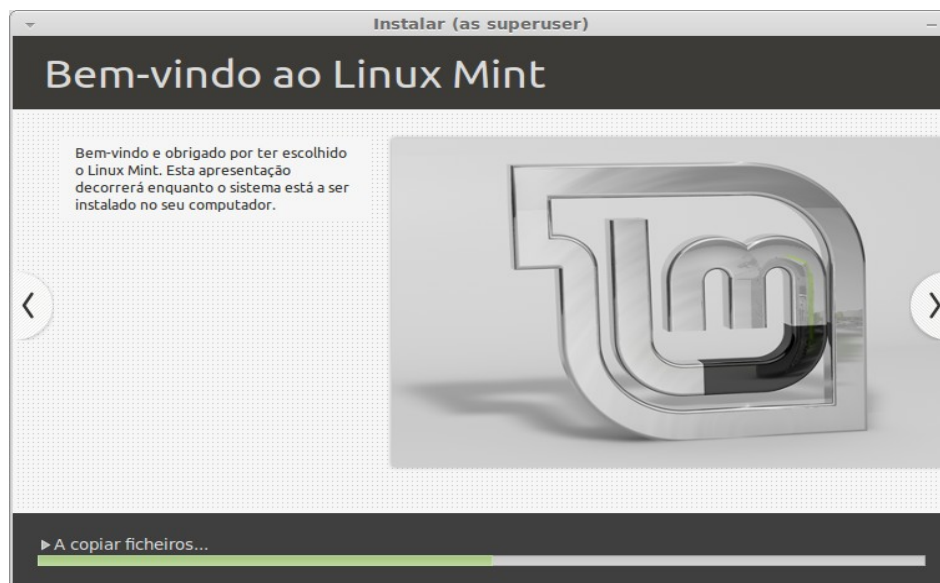 Instalar (as superuser)
Bem-vindo ao Linux Mint
Bem-vindo e obrigado por ter escolhido
o Linux Mint. Esta apresentação
decorrerá enquanto o sistema está a ser
instalado no seu computador.
A copiar ficheiros...